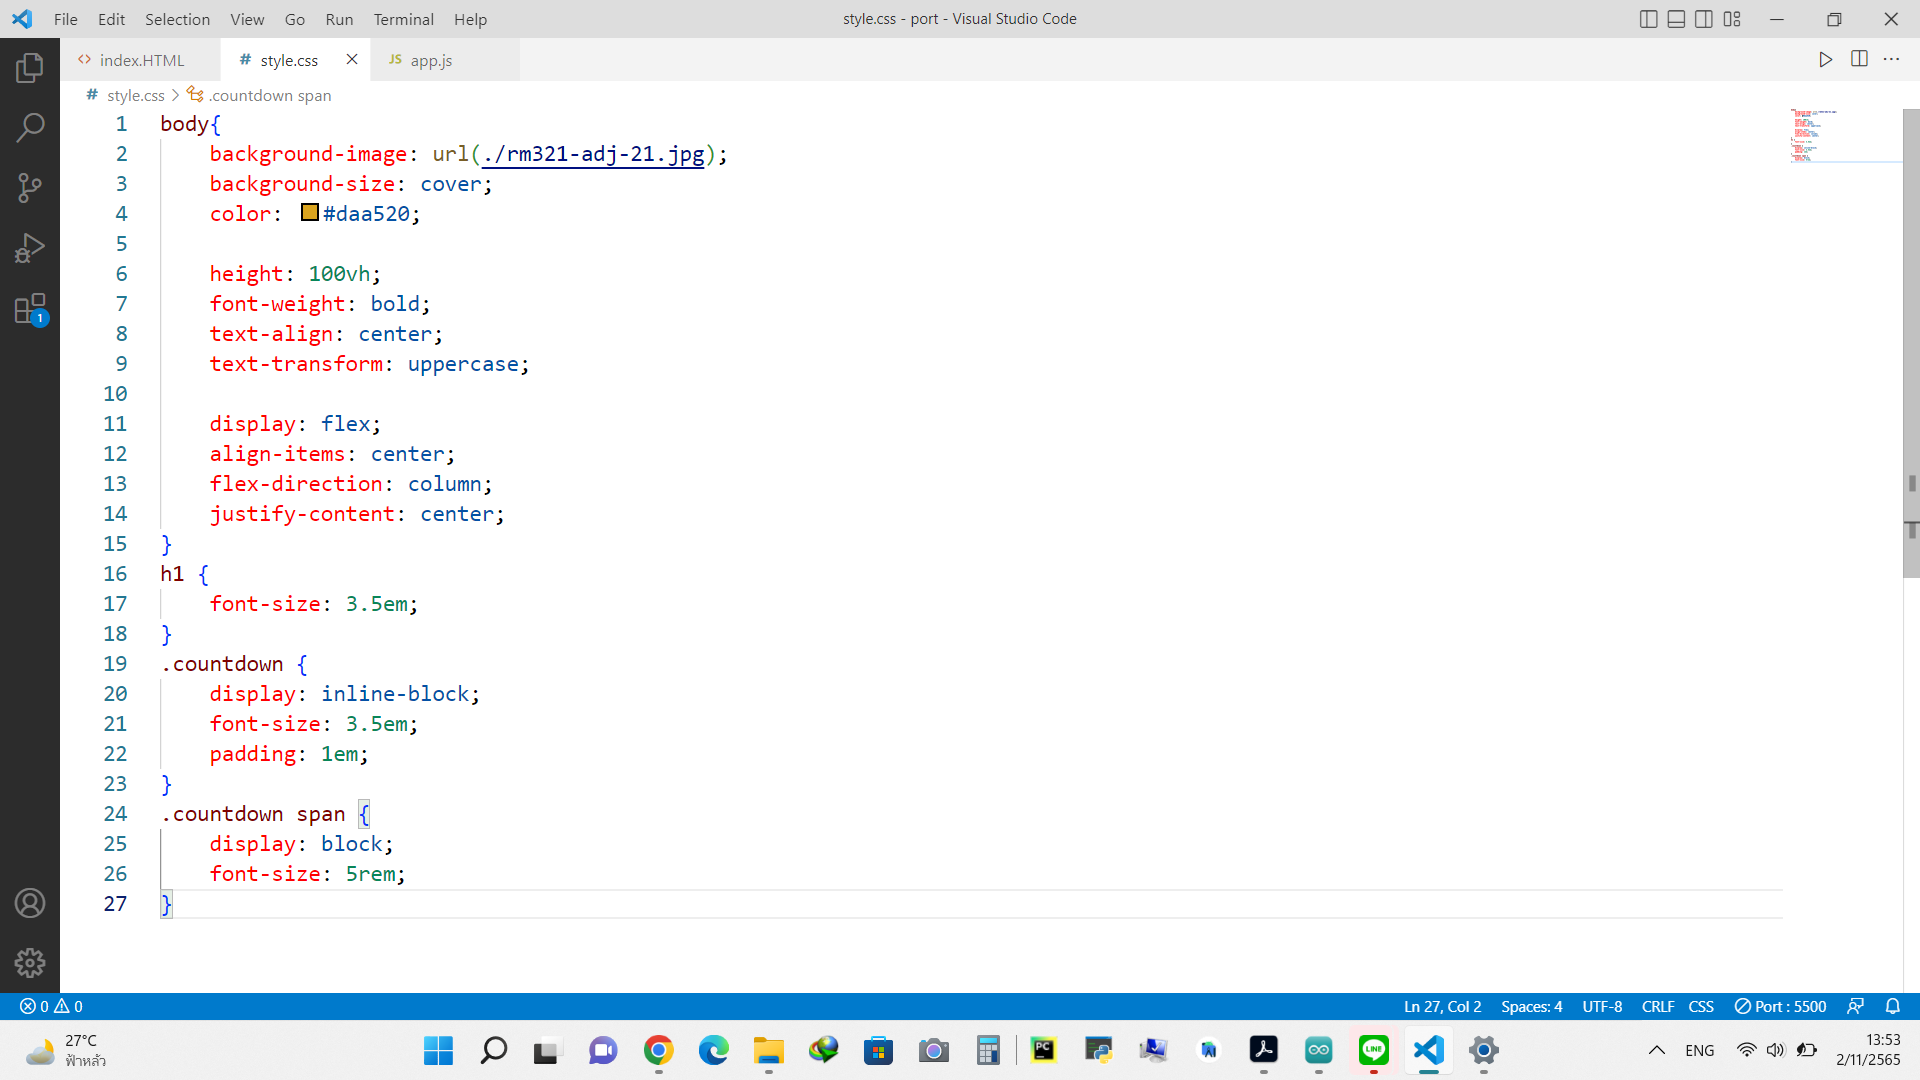 File Edit Selection View Go Run Terminal Help
style.css - port - Visual Studio Code
<> index.HTML
# style.css
JS app.js
# style.css > .countdown span
1 body{
2 background-image: url(./rm321-adj-21.jpg);
3 background-size: cover;
4 color: #daa520;
5
6 height: 100vh;
7 font-weight: bold;
8 text-align: center;
9 text-transform: uppercase;
10
11 display: flex;
12 align-items: center;
13 flex-direction: column;
14 justify-content: center;
15 }
16 h1 {
17 font-size: 3.5em;
18 }
19 .countdown {
20 display: inline-block;
21 font-size: 3.5em;
22 padding: 1em;
23 }
24 .countdown span {
25 display: block;
26 font-size: 5rem;
27 }
1
0 0
Ln 27, Col 2 Spaces: 4 UTF-8 CRLF CSS Port : 5500
27°C
ฟ้าหลัว
PC
LINE
ENG
13:53
2/11/2565